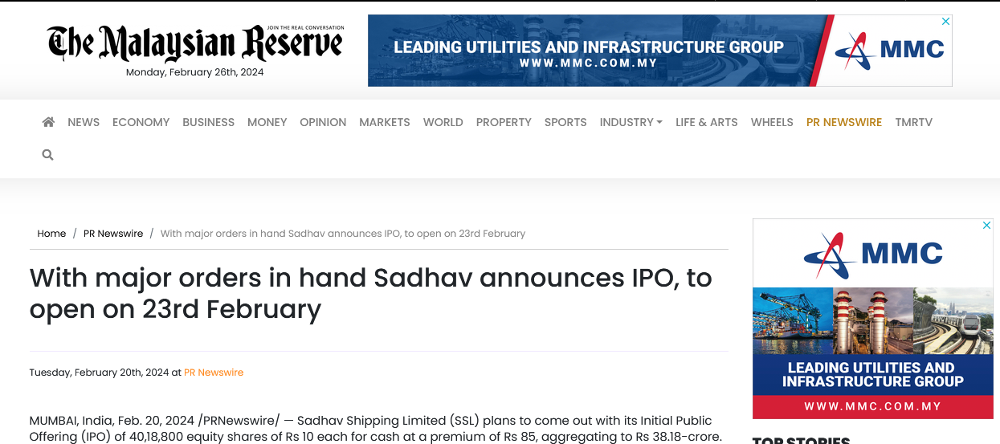 JOIN THE REAL CONVERSATION
The Malaysian Reserve
Monday, February 26th, 2024
LEADING UTILITIES AND INFRASTRUCTURE GROUP
WWW.MMC.COM.MY
MMC
NEWS ECONOMY BUSINESS MONEY OPINION MARKETS WORLD PROPERTY SPORTS INDUSTRY LIFE & ARTS WHEELS PR NEWSWIRE TMRTV
Home / PR Newswire / With major orders in hand Sadhav announces IPO, to open on 23rd February
With major orders in hand Sadhav announces IPO, to
open on 23rd February
Tuesday, February 20th, 2024 at PR Newswire
MUMBAI, India, Feb. 20, 2024 /PRNewswire/ — Sadhav Shipping Limited (SSL) plans to come out with its Initial Public
Offering (IPO) of 40,18,800 equity shares of Rs 10 each for cash at a premium of Rs 85, aggregating to Rs 38.18-crore.
MMC
LEADING UTILITIES AND
INFRASTRUCTURE GROUP
WWW.MMC.COM.MY
TOP STORIES